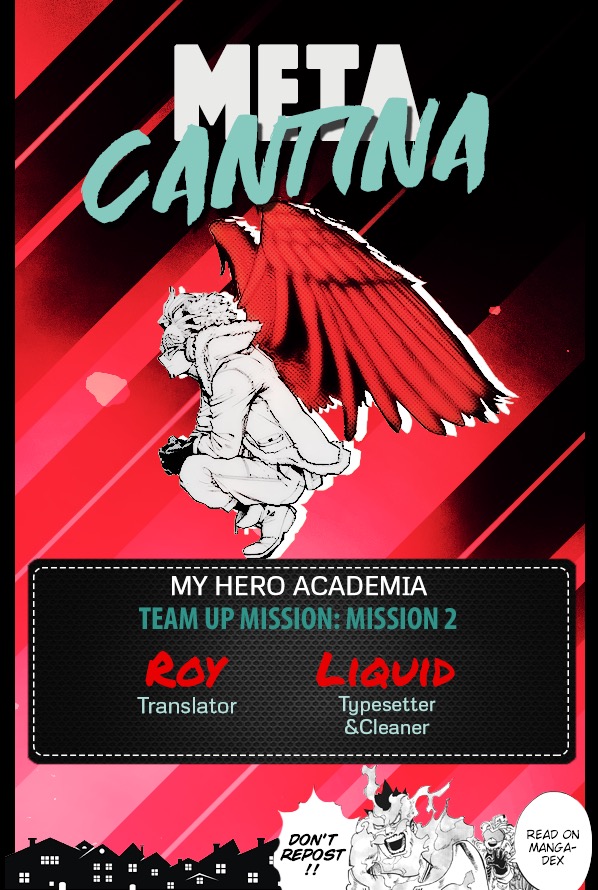 META
CANTINA
MY HERO ACADEMIA
TEAM UP MISSION: MISSION 2
ROY
Translator
LIQUID
Typesetter
&Cleaner
DON'T
REPOST
!!
READ ON
MANGA-
DEX